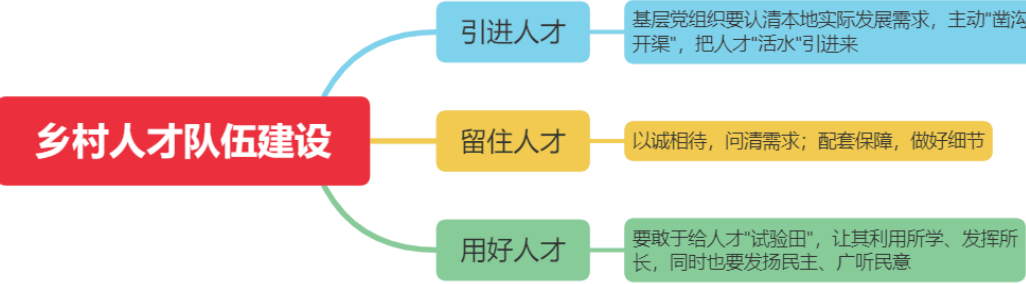 乡村人才队伍建设
引进人才
基层党组织要认清本地实际发展需求，主动"凿沟
开渠"，把人才"活水"引进来
留住人才
以诚相待，问清需求；配套保障，做好细节
用好人才
要敢于给人才"试验田"，让其利用所学、发挥所
长，同时也要发扬民主、广听民意